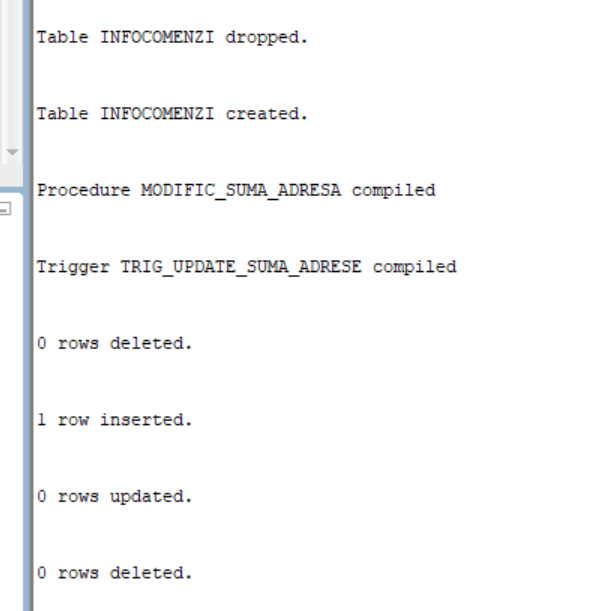 Table INFOCOMENZI dropped.
Table INFOCOMENZI created.
Procedure MODIFIC_SUMA_ADRESA compiled
Trigger TRIG_UPDATE_SUMA_ADRESE compiled
0 rows deleted.
1 row inserted.
0 rows updated.
0 rows deleted.